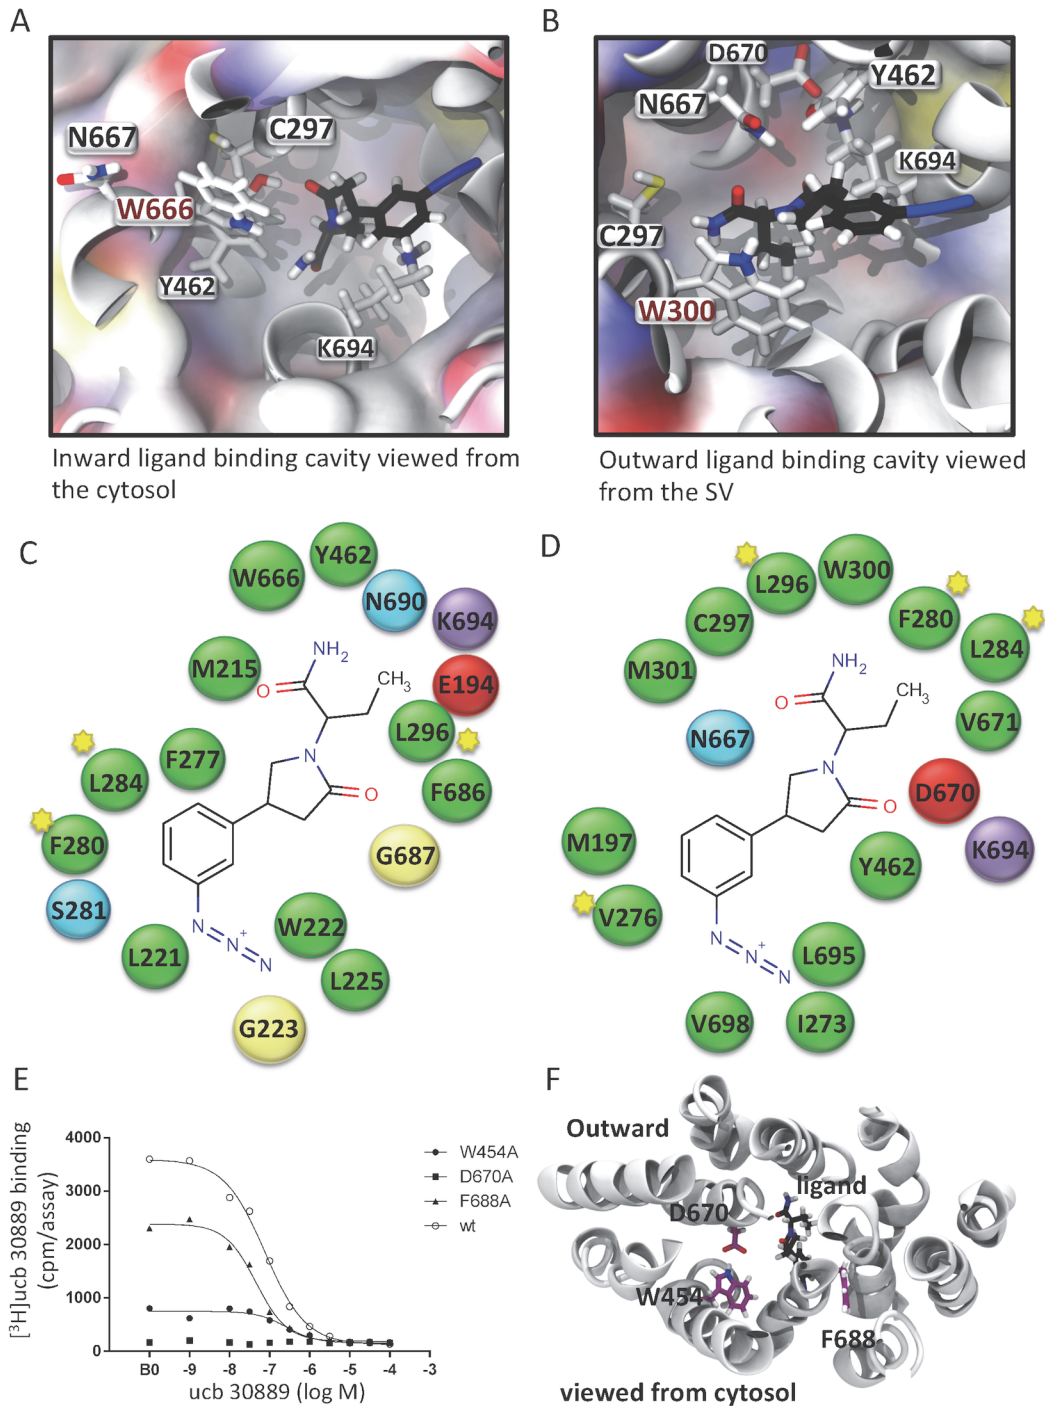 A
B
N667
C297
W666
Y462
K694
D670
Y462
N667
K694
C297
W300
Inward ligand binding cavity viewed from
the cytosol
Outward ligand binding cavity viewed
from the SV
C
W666
Y462
N690
K694
M215
E194
NH2
CH3
O
L296
F277
L284
N
F686
O
F280
G687
S281
W222
L221
N
N
+
N
L225
G223
D
L296
W300
F280
C297
L284
M301
NH2
CH3
O
V671
N667
N
D670
O
M197
Y462
K694
V276
N
N
+
N
L695
V698
I273
E
[3H]ucb 30889 binding
(cpm/assay)
4000
3000
2000
1000
0
B0
-9
-8
-7
-6
-5
-4
-3
ucb 30889 (log M)
W454A
D670A
F688A
wt
F
Outward
ligand
D670
W454
F688
viewed from cytosol